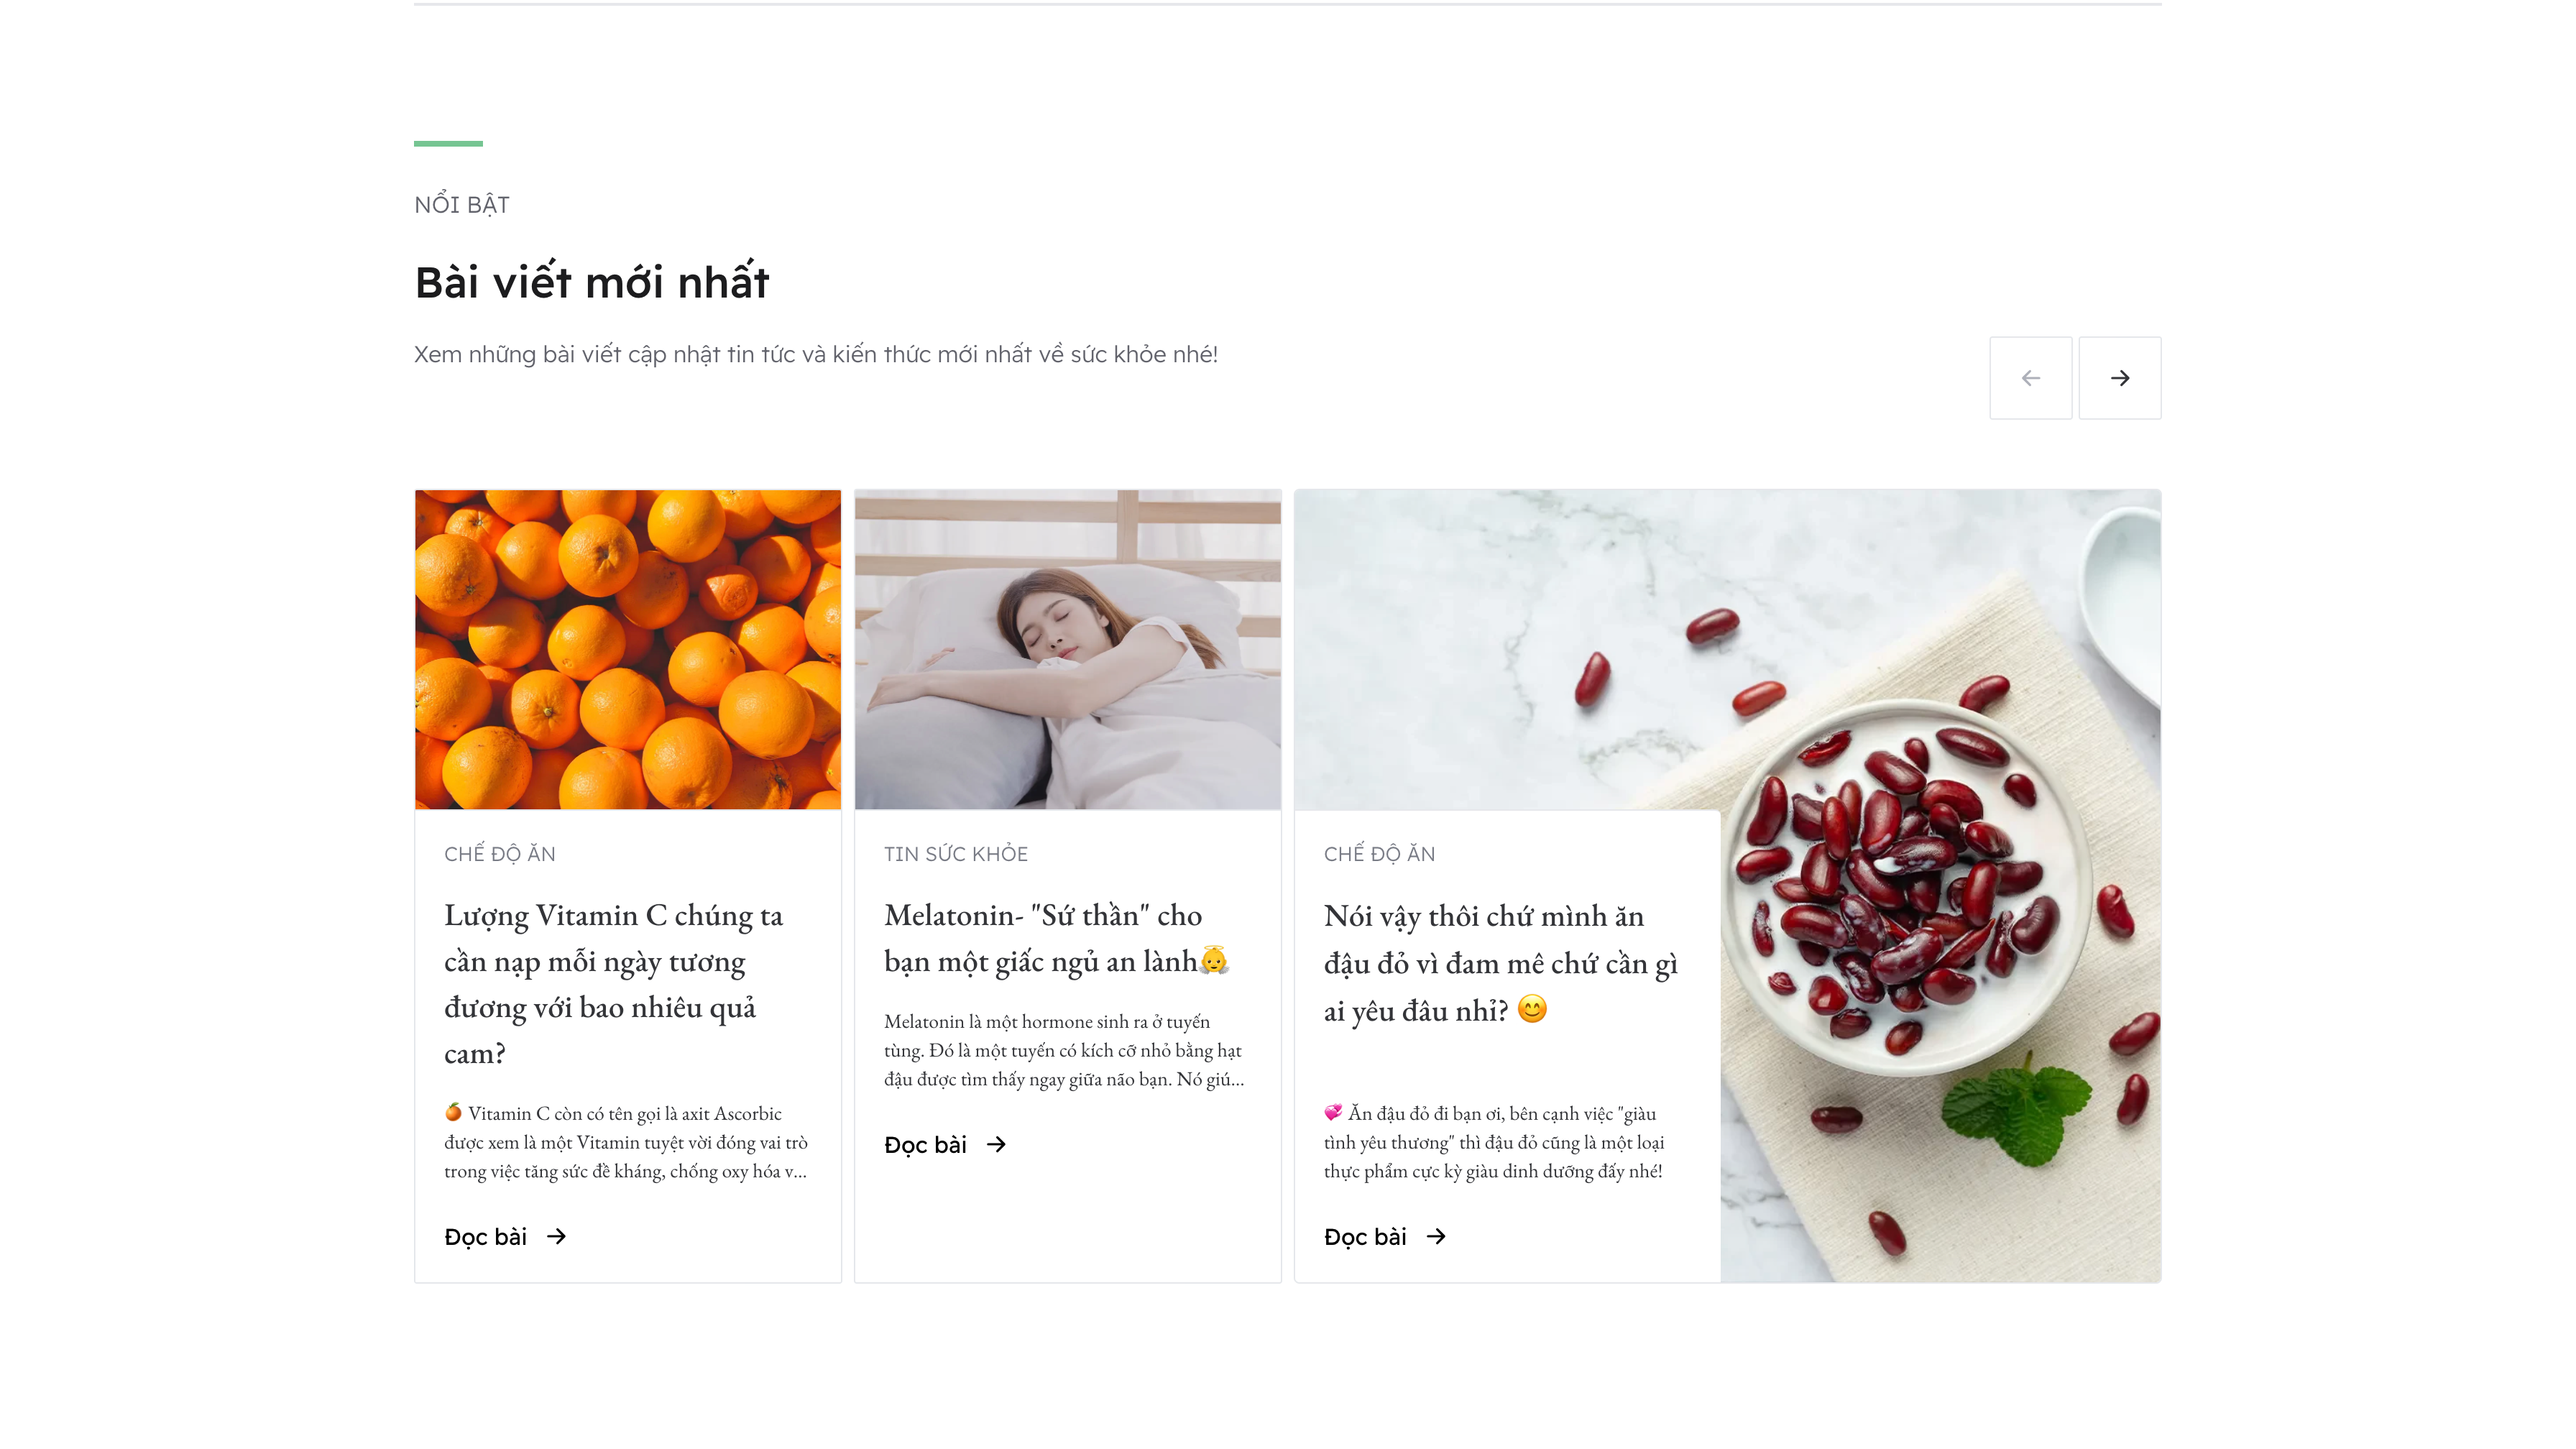 NỔI BẬT
Bài viết mới nhất
Xem những bài viết cập nhật tin tức và kiến thức mới nhất về sức khỏe nhé!
← →
CHẾ ĐỘ ĂN
Lượng Vitamin C chúng ta
cần nạp mỗi ngày tương
đương với bao nhiêu quả
cam?
🍊 Vitamin C còn có tên gọi là axit Ascorbic
được xem là một Vitamin tuyệt vời đóng vai trò
trong việc tăng sức đề kháng, chống oxy hóa v...
Đọc bài →
TIN SỨC KHỎE
Melatonin- "Sứ thần" cho
bạn một giấc ngủ an lành👼
Melatonin là một hormone sinh ra ở tuyến
tùng. Đó là một tuyến có kích cỡ nhỏ bằng hạt
đậu được tìm thấy ngay giữa não bạn. Nó giú...
Đọc bài →
CHẾ ĐỘ ĂN
Nói vậy thôi chứ mình ăn
đậu đỏ vì đam mê chứ cần gì
ai yêu đâu nhỉ? 😊
💞 Ăn đậu đỏ đi bạn ơi, bên cạnh việc "giàu
tình yêu thương" thì đậu đỏ cũng là một loại
thực phẩm cực kỳ giàu dinh dưỡng đấy nhé!
Đọc bài →